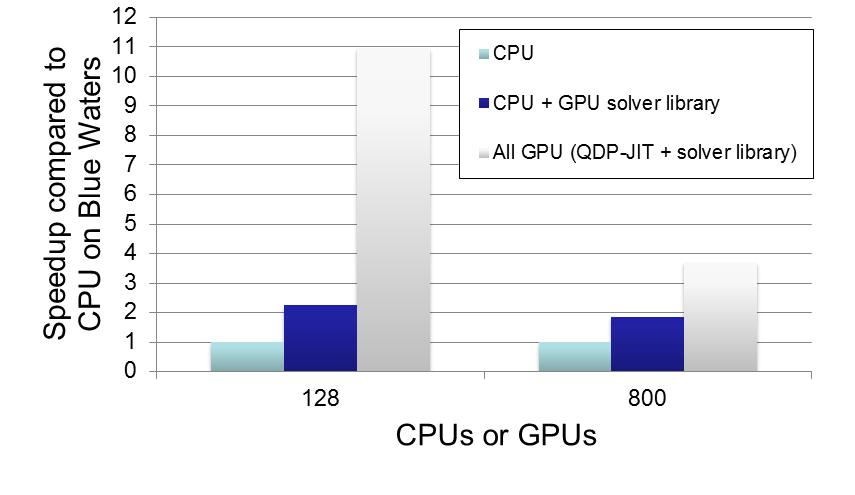 12
11
10
9
8
7
6
5
4
3
2
1
0
Speedup compared to
CPU on Blue Waters
CPU
CPU + GPU solver library
All GPU (QDP-JIT + solver library)
128
800
CPUs or GPUs